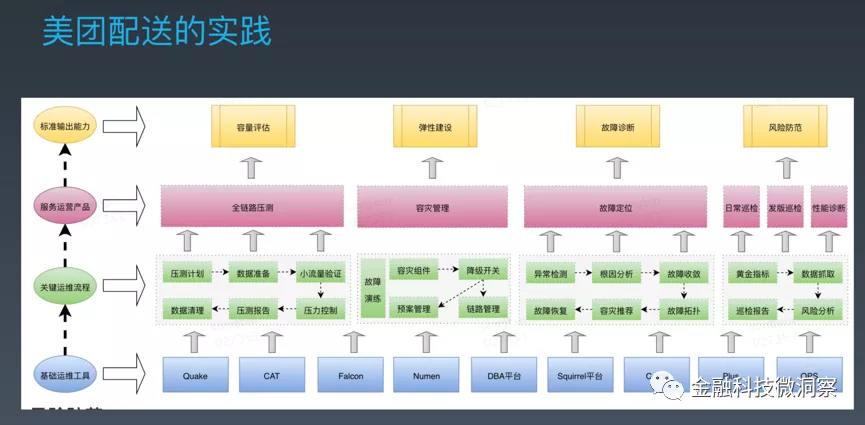 美团配送的实践
标准输出能力
容量评估
弹性建设
故障诊断
风险防范
服务运营产品
全链路压测
容灾管理
故障定位
日常巡检
发版巡检
性能诊断
关键运维流程
压测计划
数据准备
小流量验证
数据清理
压测报告
压力控制
故障
演练
容灾组件
降级开关
预案管理
链路管理
异常检测
根因分析
故障收敛
故障恢复
容灾推荐
故障拓扑
黄金指标
数据抓取
巡检报告
风险分析
基础运维工具
Quake
CAT
Falcon
Numen
DBA平台
Squirrel平台
Plus
OPS
金融科技微洞察